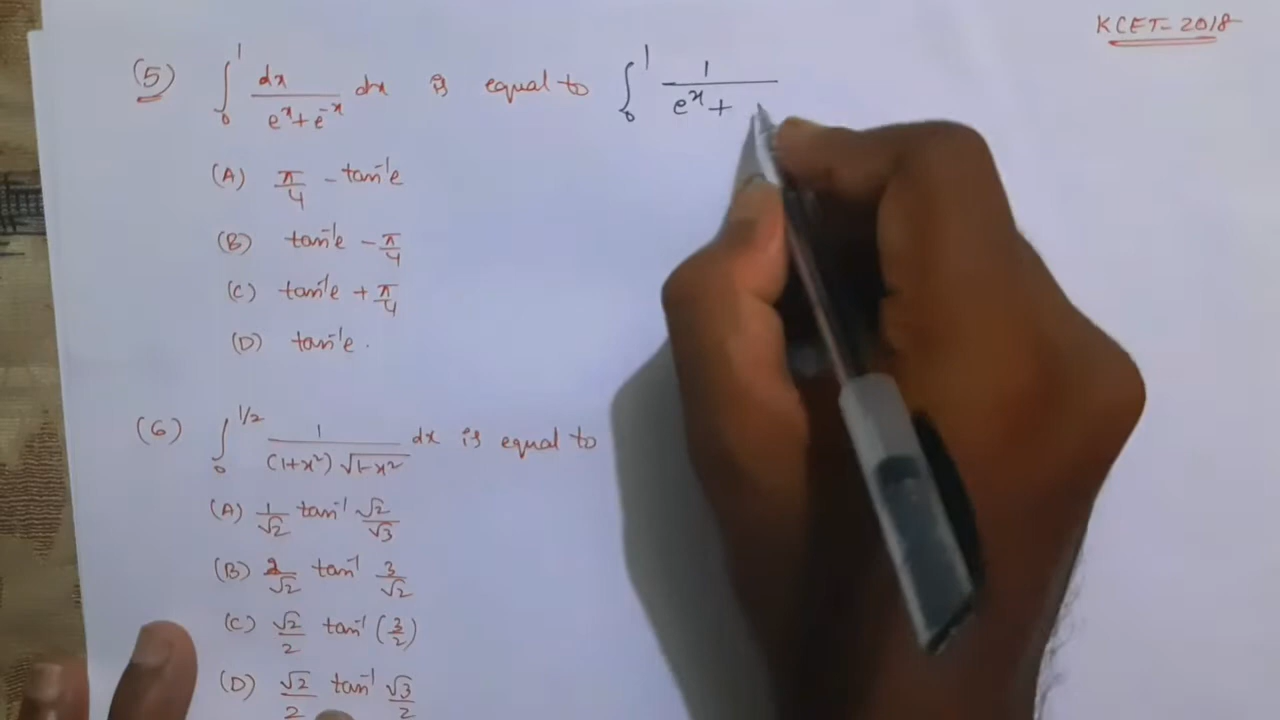 KCET-2018
(5) ∫₀¹ dx/(eˣ+e⁻ˣ) dx is equal to ∫₀¹ 1/(eˣ+
(A) π/4 - tan⁻¹e
(B) tan⁻¹e - π/4
(C) tan⁻¹e + π/4
(D) tan⁻¹e.
(6) ∫₀^1/2 1/((1+x²)√1-x²) dx is equal to
(A) 1/√2 tan⁻¹ √2/√3
(B) 2/√2 tan⁻¹ 3/√2
(C) √2/2 tan⁻¹ (3/2)
(D) √2/2 tan⁻¹ √3/2